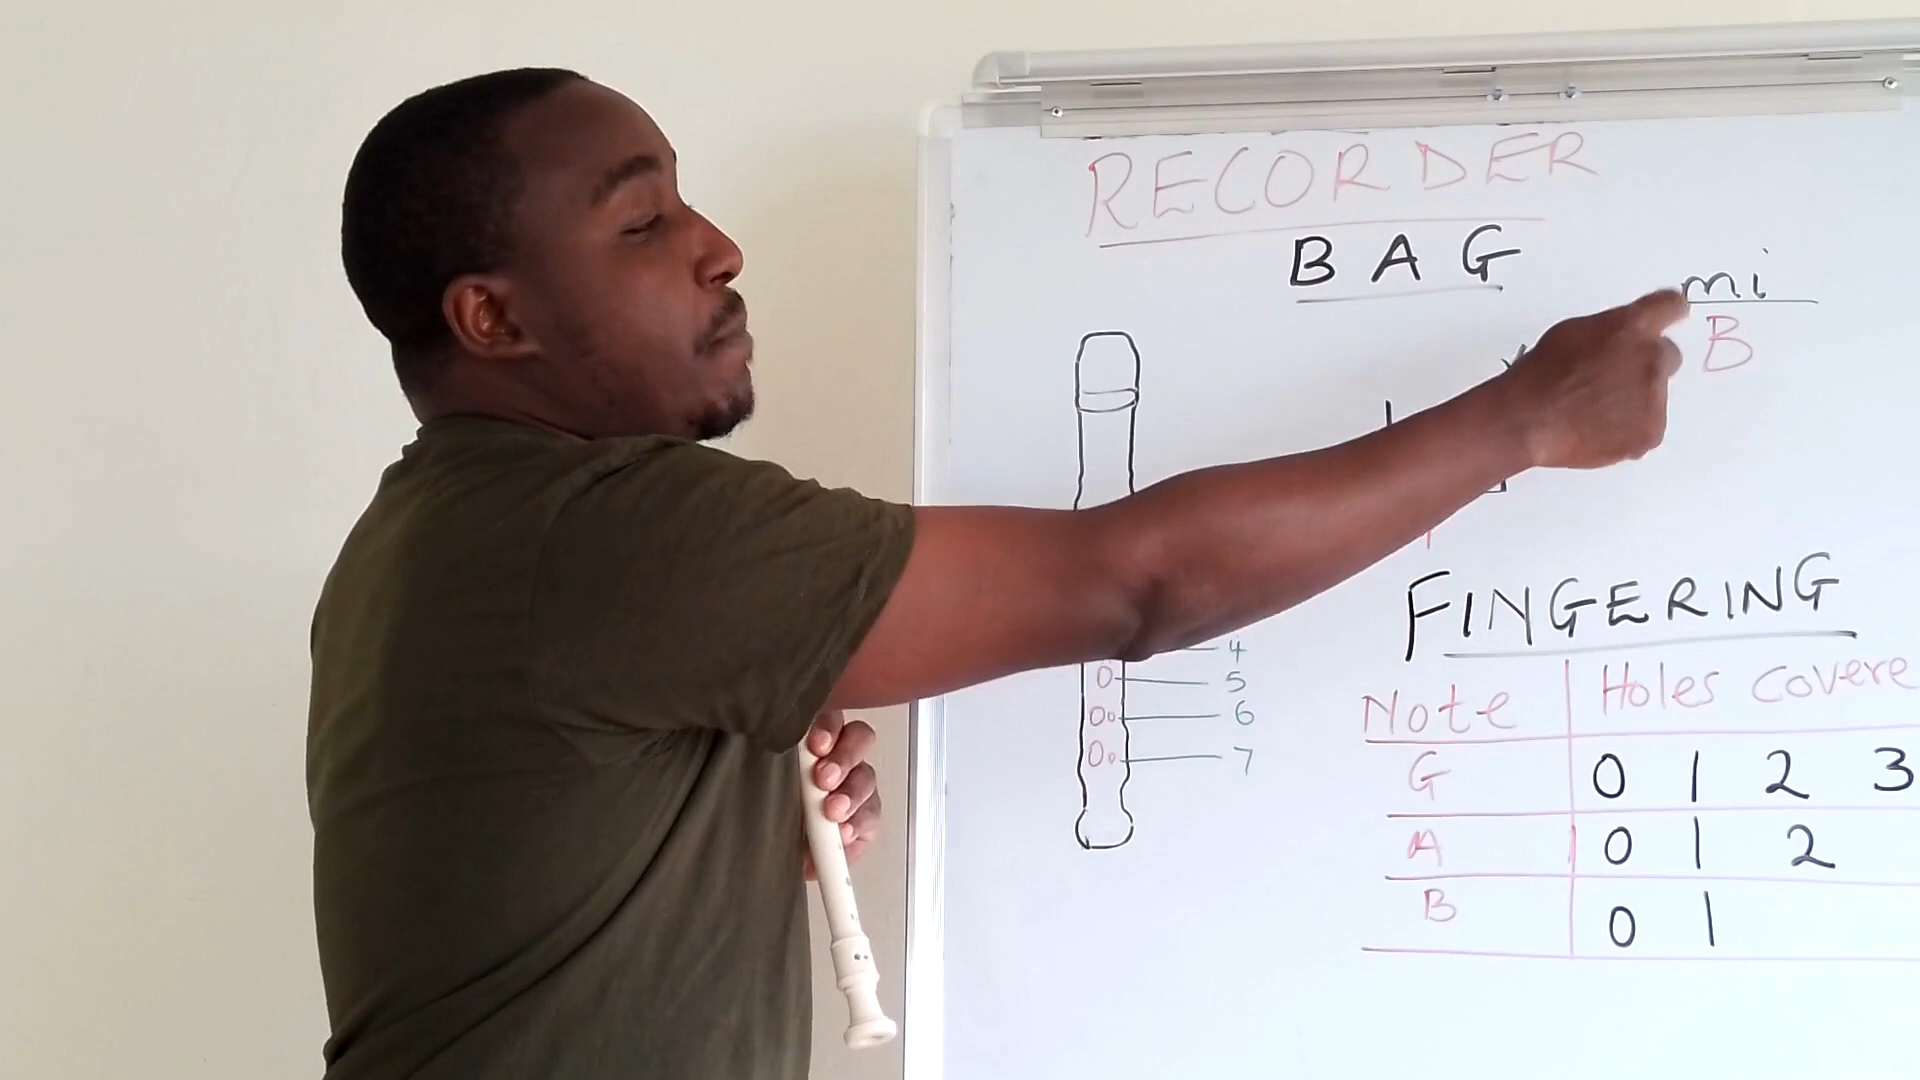 RECORDER
B A G
mi
B
FINGERING
4
5
6
7
Note Holes Covere
G 0 1 2 3
A 0 1 2
B 0 1